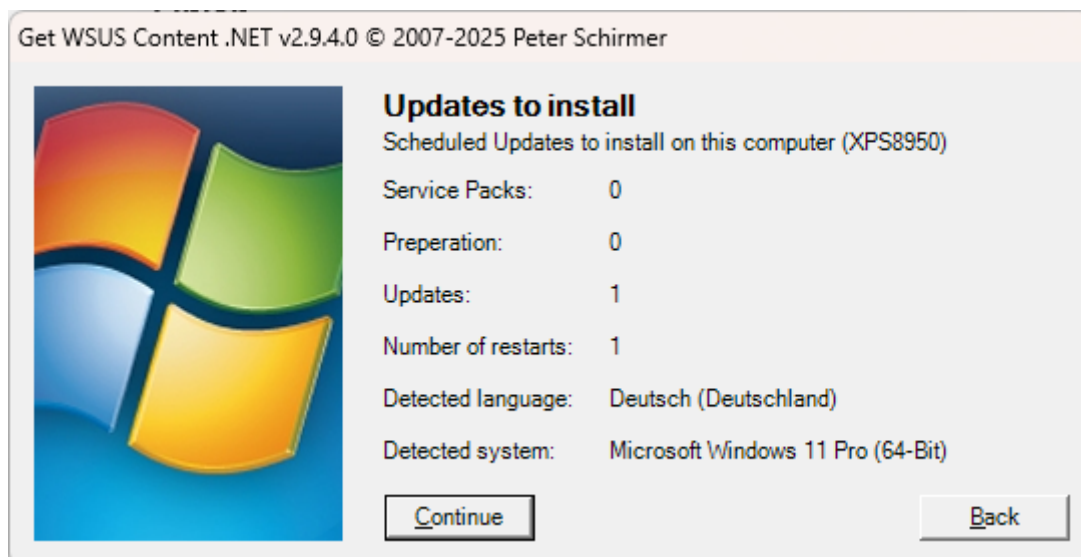 Get WSUS Content .NET v2.9.4.0 © 2007-2025 Peter Schirmer
Updates to install
Scheduled Updates to install on this computer (XPS8950)
Service Packs: 0
Preperation: 0
Updates: 1
Number of restarts: 1
Detected language: Deutsch (Deutschland)
Detected system: Microsoft Windows 11 Pro (64-Bit)
Continue Back